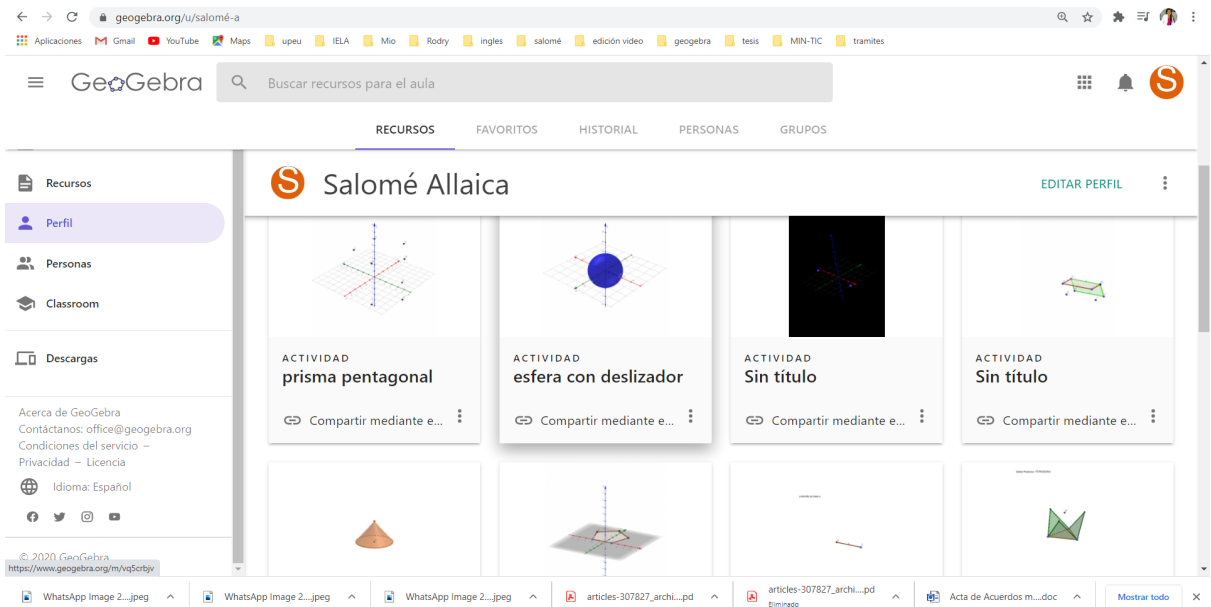 geogebra.org/u/salomé-a
Aplicaciones Gmail YouTube Maps upeu IELA Mio Rodry ingles salomé edición video geogebra tesis MIN-TIC tramites
GeoGebra
Buscar recursos para el aula
S
RECURSOS FAVORITOS HISTORIAL PERSONAS GRUPOS
Recursos
Perfil
Personas
Classroom
Descargas
Acerca de GeoGebra
Contáctanos: office@geogebra.org
Condiciones del servicio –
Privacidad – Licencia
Idioma: Español
© 2020 GeoGebra
https://www.geogebra.org/m/vq5crbjv
S Salomé Allaica
EDITAR PERFIL
ACTIVIDAD
prisma pentagonal
Compartir mediante e...
ACTIVIDAD
esfera con deslizador
Compartir mediante e...
ACTIVIDAD
Sin título
Compartir mediante e...
ACTIVIDAD
Sin título
Compartir mediante e...
WhatsApp Image 2....jpeg
WhatsApp Image 2....jpeg
WhatsApp Image 2....jpeg
articles-307827_archi....pd
articles-307827_archi....pd
Eliminado
Acta de Acuerdos m....doc
Mostrar todo